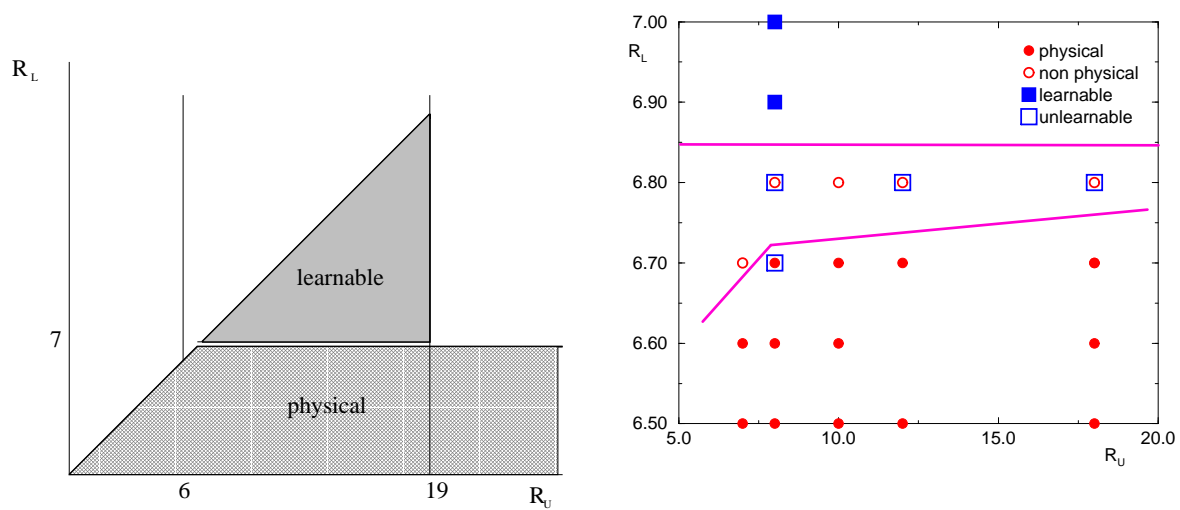 R_L
learnable
7
physical
6
19
R_U
7.00
R_L
6.90
6.80
6.70
6.60
6.50
physical
non physical
learnable
unlearnable
5.0
10.0
15.0
20.0
R_U